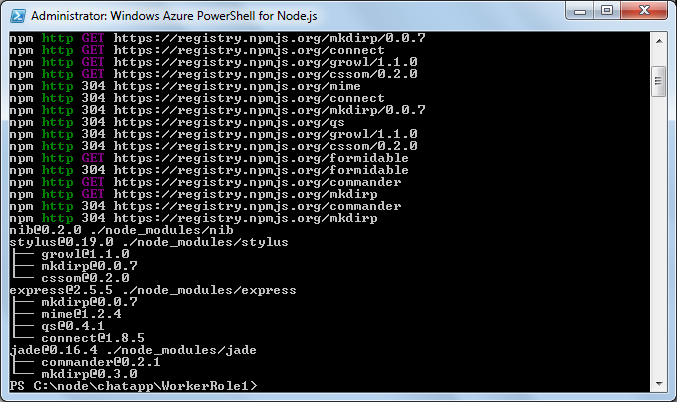 Administrator: Windows Azure PowerShell for Node.js
npm http GET https://registry.npmjs.org/mkdirp/0.0.7
npm http GET https://registry.npmjs.org/connect
npm http GET https://registry.npmjs.org/growl/1.1.0
npm http GET https://registry.npmjs.org/cssom/0.2.0
npm http 304 https://registry.npmjs.org/mime
npm http 304 https://registry.npmjs.org/connect
npm http 304 https://registry.npmjs.org/mkdirp/0.0.7
npm http 304 https://registry.npmjs.org/qs
npm http 304 https://registry.npmjs.org/growl/1.1.0
npm http 304 https://registry.npmjs.org/cssom/0.2.0
npm http GET https://registry.npmjs.org/formidable
npm http 304 https://registry.npmjs.org/formidable
npm http GET https://registry.npmjs.org/commander
npm http GET https://registry.npmjs.org/mkdirp
npm http 304 https://registry.npmjs.org/commander
npm http 304 https://registry.npmjs.org/mkdirp
nib@0.2.0 ./node_modules/nib
stylus@0.19.0 ./node_modules/stylus
├── growl@1.1.0
├── mkdirp@0.0.7
└── cssom@0.2.0
express@2.5.5 ./node_modules/express
├── mkdirp@0.0.7
├── mime@1.2.4
├── qs@0.4.1
└── connect@1.8.5
jade@0.16.4 ./node_modules/jade
├── commander@0.2.1
└── mkdirp@0.3.0
PS C:\node\chatapp\WorkerRole1>